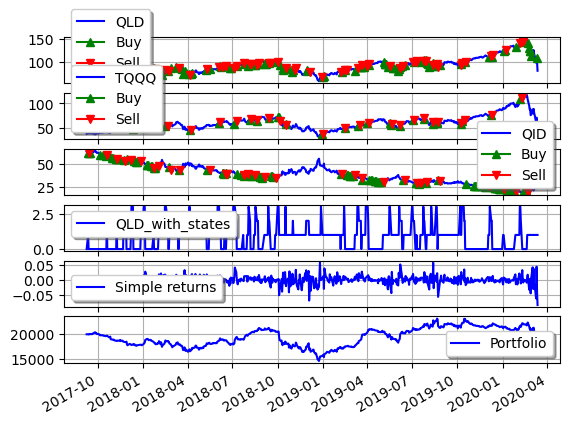 QLD
Buy
Sell
150
100
TQQQ
Buy
Sell
100
50
QID
Buy
Sell
50
25
QLD_with_states
2.5
0.0
Simple returns
0.05
0.00
−0.05
Portfolio
20000
15000
2017-10
2018-01
2018-04
2018-07
2018-10
2019-01
2019-04
2019-07
2019-10
2020-01
2020-04